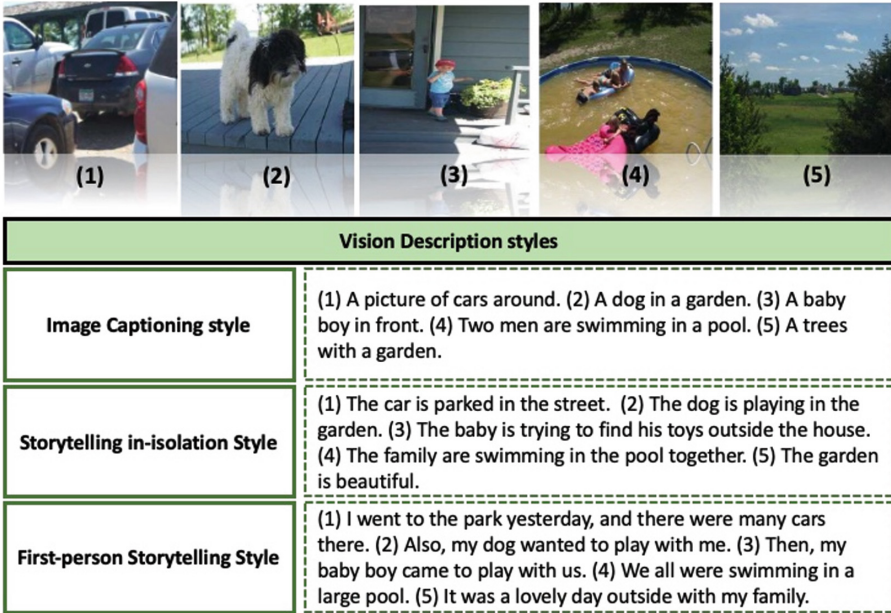 (1) (2) (3) (4) (5)
Vision Description styles
Image Captioning style
(1) A picture of cars around. (2) A dog in a garden. (3) A baby
boy in front. (4) Two men are swimming in a pool. (5) A trees
with a garden.
Storytelling in-isolation Style
(1) The car is parked in the street. (2) The dog is playing in the
garden. (3) The baby is trying to find his toys outside the house.
(4) The family are swimming in the pool together. (5) The garden
is beautiful.
First-person Storytelling Style
(1) I went to the park yesterday, and there were many cars
there. (2) Also, my dog wanted to play with me. (3) Then, my
baby boy came to play with us. (4) We all were swimming in a
large pool. (5) It was a lovely day outside with my family.